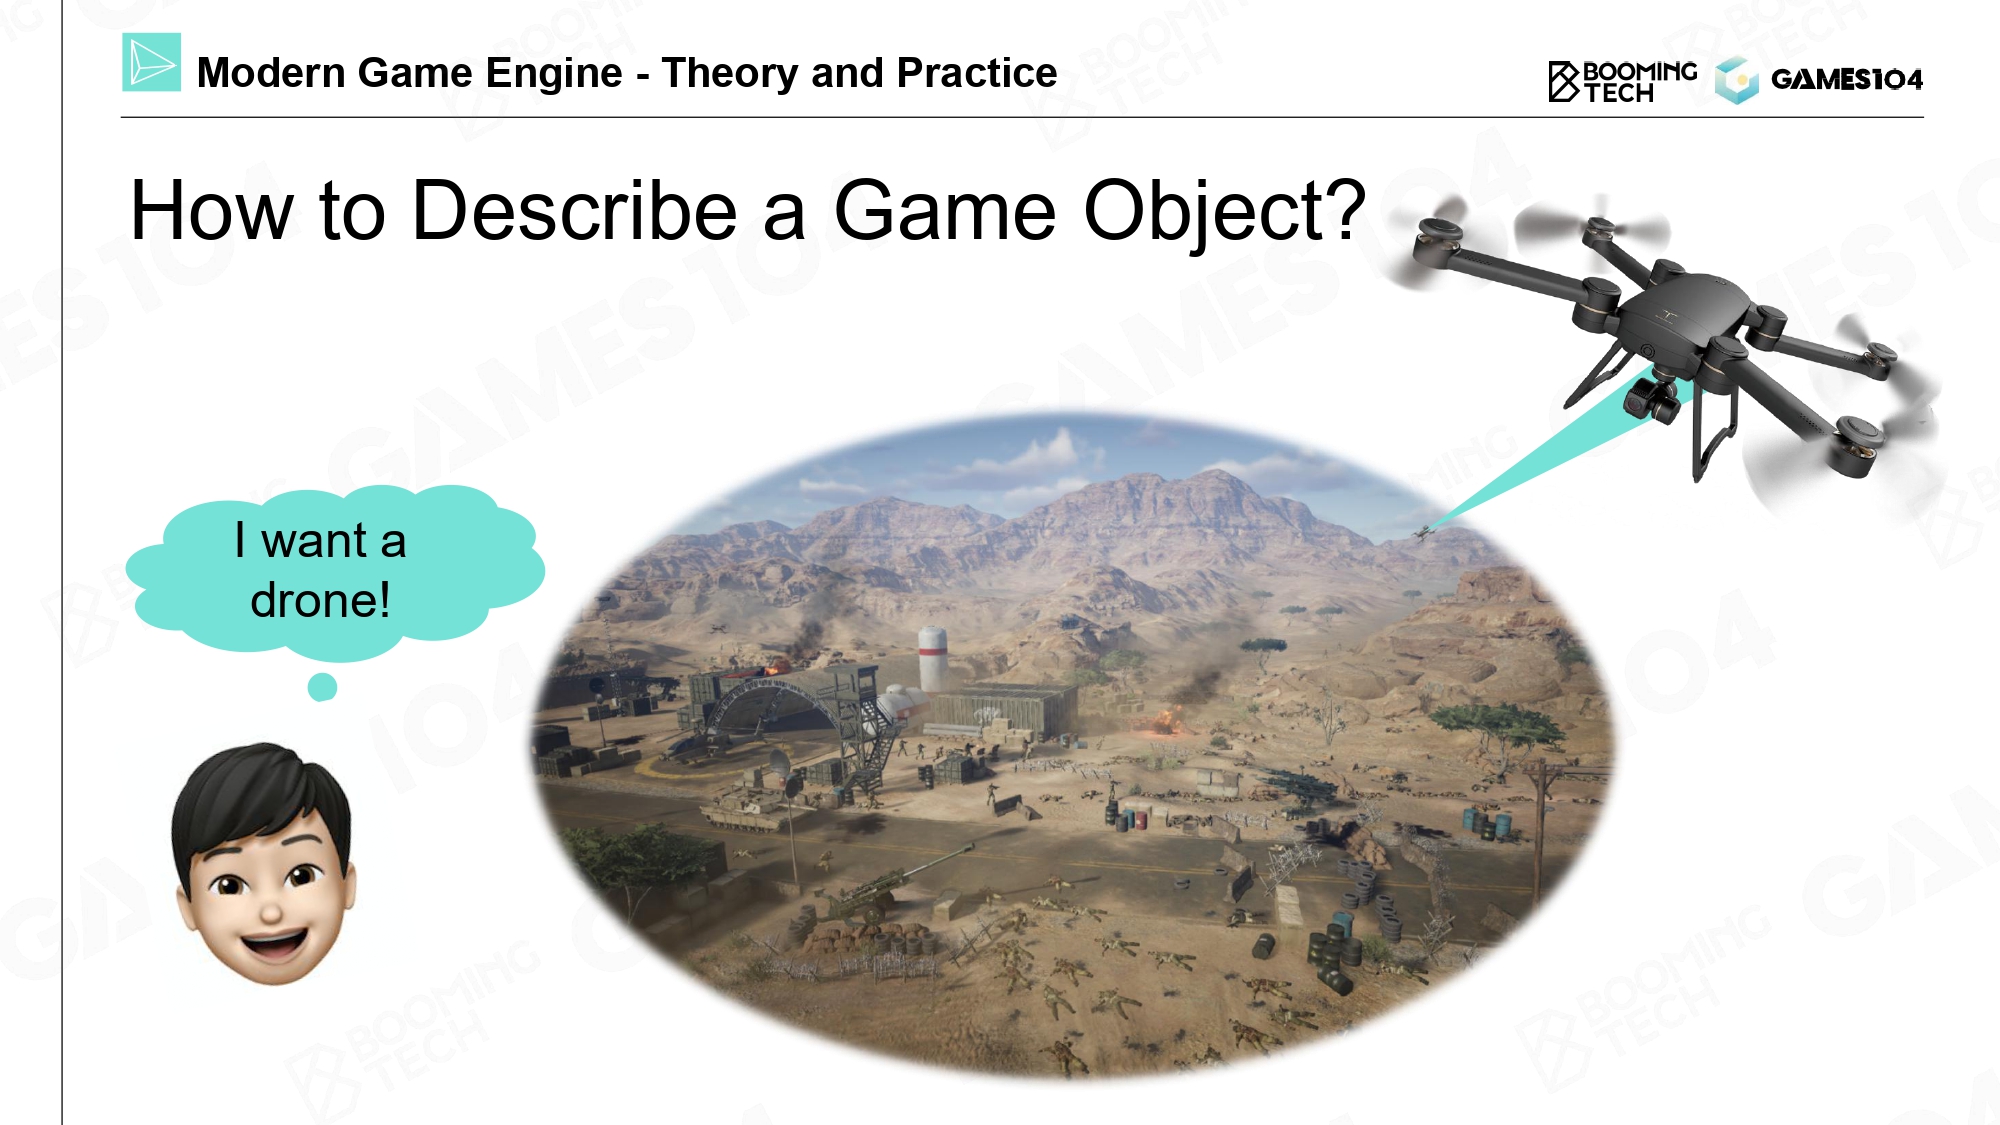 Modern Game Engine - Theory and Practice
BOOMING
TECH
GAMES104
How to Describe a Game Object?
I want a
drone!